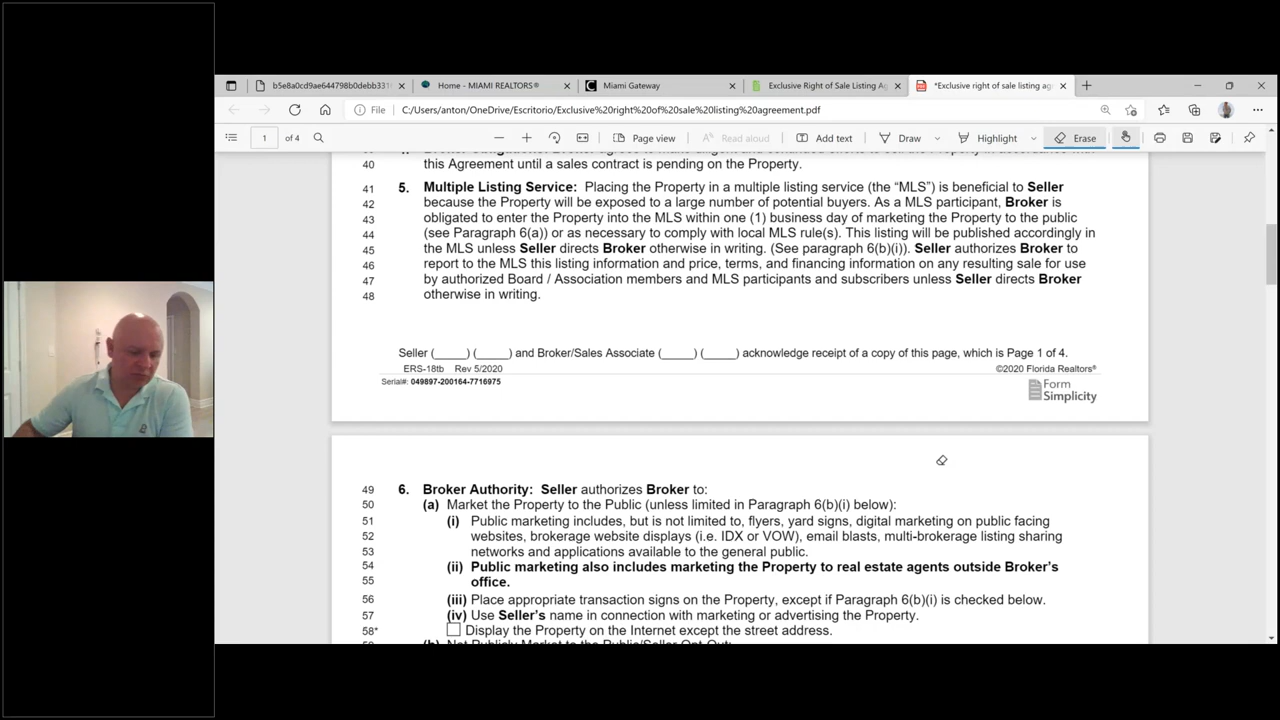 b5e8a0cd9ae644798b0debb331
Home - MIAMI REALTORS®
Miami Gateway
Exclusive Right of Sale Listing Ag
*Exclusive right of sale listing ag
File
C:/Users/anton/OneDrive/Escritorio/Exclusive%20right%20of%20sale%20listing%20agreement.pdf
1 of 4
Page view
Read aloud
Add text
Draw
Highlight
Erase
40 this Agreement until a sales contract is pending on the Property.
41 5. Multiple Listing Service: Placing the Property in a multiple listing service (the “MLS”) is beneficial to Seller
42 because the Property will be exposed to a large number of potential buyers. As a MLS participant, Broker is
43 obligated to enter the Property into the MLS within one (1) business day of marketing the Property to the public
44 (see Paragraph 6(a)) or as necessary to comply with local MLS rule(s). This listing will be published accordingly in
45 the MLS unless Seller directs Broker otherwise in writing. (See paragraph 6(b)(i)). Seller authorizes Broker to
46 report to the MLS this listing information and price, terms, and financing information on any resulting sale for use
47 by authorized Board / Association members and MLS participants and subscribers unless Seller directs Broker
48 otherwise in writing.
Seller (_____) (_____) and Broker/Sales Associate (_____) (_____) acknowledge receipt of a copy of this page, which is Page 1 of 4.
ERS-18tb Rev 5/2020 ©2020 Florida Realtors®
Serial#: 049897-200164-7716975
Form
Simplicity
49 6. Broker Authority: Seller authorizes Broker to:
50 (a) Market the Property to the Public (unless limited in Paragraph 6(b)(i) below):
51 (i) Public marketing includes, but is not limited to, flyers, yard signs, digital marketing on public facing
52 websites, brokerage website displays (i.e. IDX or VOW), email blasts, multi-brokerage listing sharing
53 networks and applications available to the general public.
54 (ii) Public marketing also includes marketing the Property to real estate agents outside Broker’s
55 office.
56 (iii) Place appropriate transaction signs on the Property, except if Paragraph 6(b)(i) is checked below.
57 (iv) Use Seller’s name in connection with marketing or advertising the Property.
58* Display the Property on the Internet except the street address.